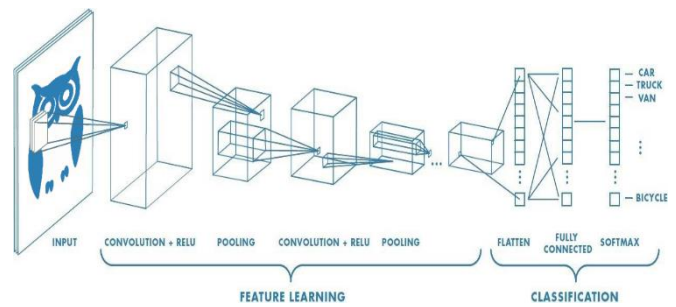 CAR
TRUCK
VAN
BICYCLE
INPUT CONVOLUTION + RELU POOLING CONVOLUTION + RELU POOLING FLATTEN FULLY CONNECTED SOFTMAX
FEATURE LEARNING CLASSIFICATION